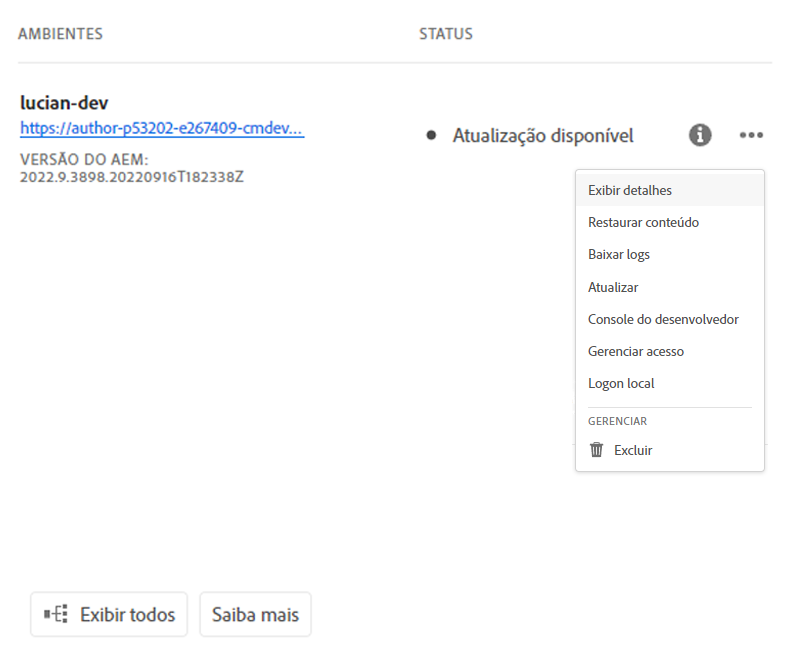 AMBIENTES STATUS
lucian-dev
https://author-p53202-e267409-cmdev...
Atualização disponível
VERSÃO DO AEM:
2022.9.3898.20220916T182338Z
Exibir detalhes
Restaurar conteúdo
Baixar logs
Atualizar
Console do desenvolvedor
Gerenciar acesso
Logon local
GERENCIAR
Excluir
Exibir todos Saiba mais